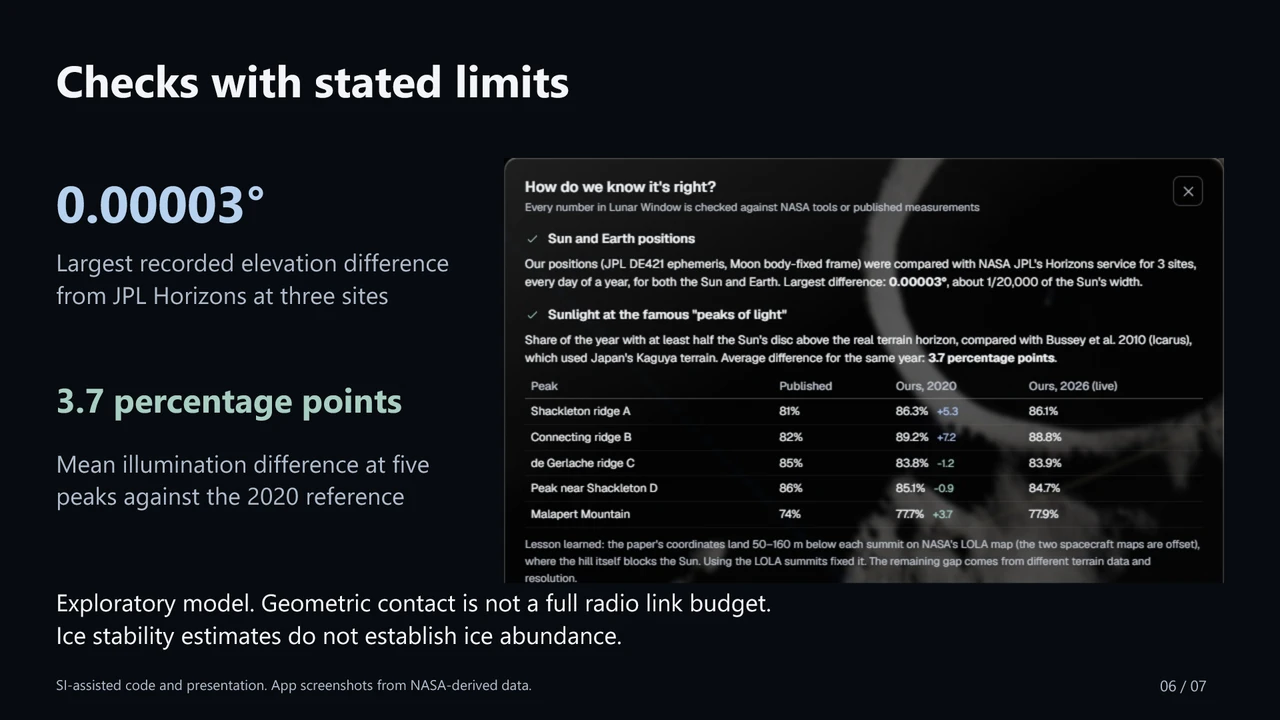 Checks with stated limits
0.00003°
Largest recorded elevation difference
from JPL Horizons at three sites
3.7 percentage points
Mean illumination difference at five
peaks against the 2020 reference
How do we know it's right?
Every number in Lunar Window is checked against NASA tools or published measurements
Sun and Earth positions
Our positions (JPL DE421 ephemeris, Moon body-fixed frame) were compared with NASA JPL's Horizons service for 3 sites,
every day of a year, for both the Sun and Earth. Largest difference: 0.00003°, about 1/20,000 of the Sun's width.
Sunlight at the famous "peaks of light"
Share of the year with at least half the Sun's disc above the real terrain horizon, compared with Bussey et al. 2010 (Icarus),
which used Japan's Kaguya terrain. Average difference for the same year: 3.7 percentage points.
Peak Published Ours, 2020 Ours, 2026 (live)
Shackleton ridge A 81% 86.3% +5.3 86.1%
Connecting ridge B 82% 89.2% +7.2 88.8%
de Gerlache ridge C 85% 83.8% -1.2 83.9%
Peak near Shackleton D 86% 85.1% -0.9 84.7%
Malapert Mountain 74% 77.7% +3.7 77.9%
Lesson learned: the paper's coordinates land 50–160 m below each summit on NASA's LOLA map (the two spacecraft maps are offset),
where the hill itself blocks the Sun. Using the LOLA summits fixed it. The remaining gap comes from different terrain data and
resolution.
Exploratory model. Geometric contact is not a full radio link budget.
Ice stability estimates do not establish ice abundance.
SI-assisted code and presentation. App screenshots from NASA-derived data.
06 / 07